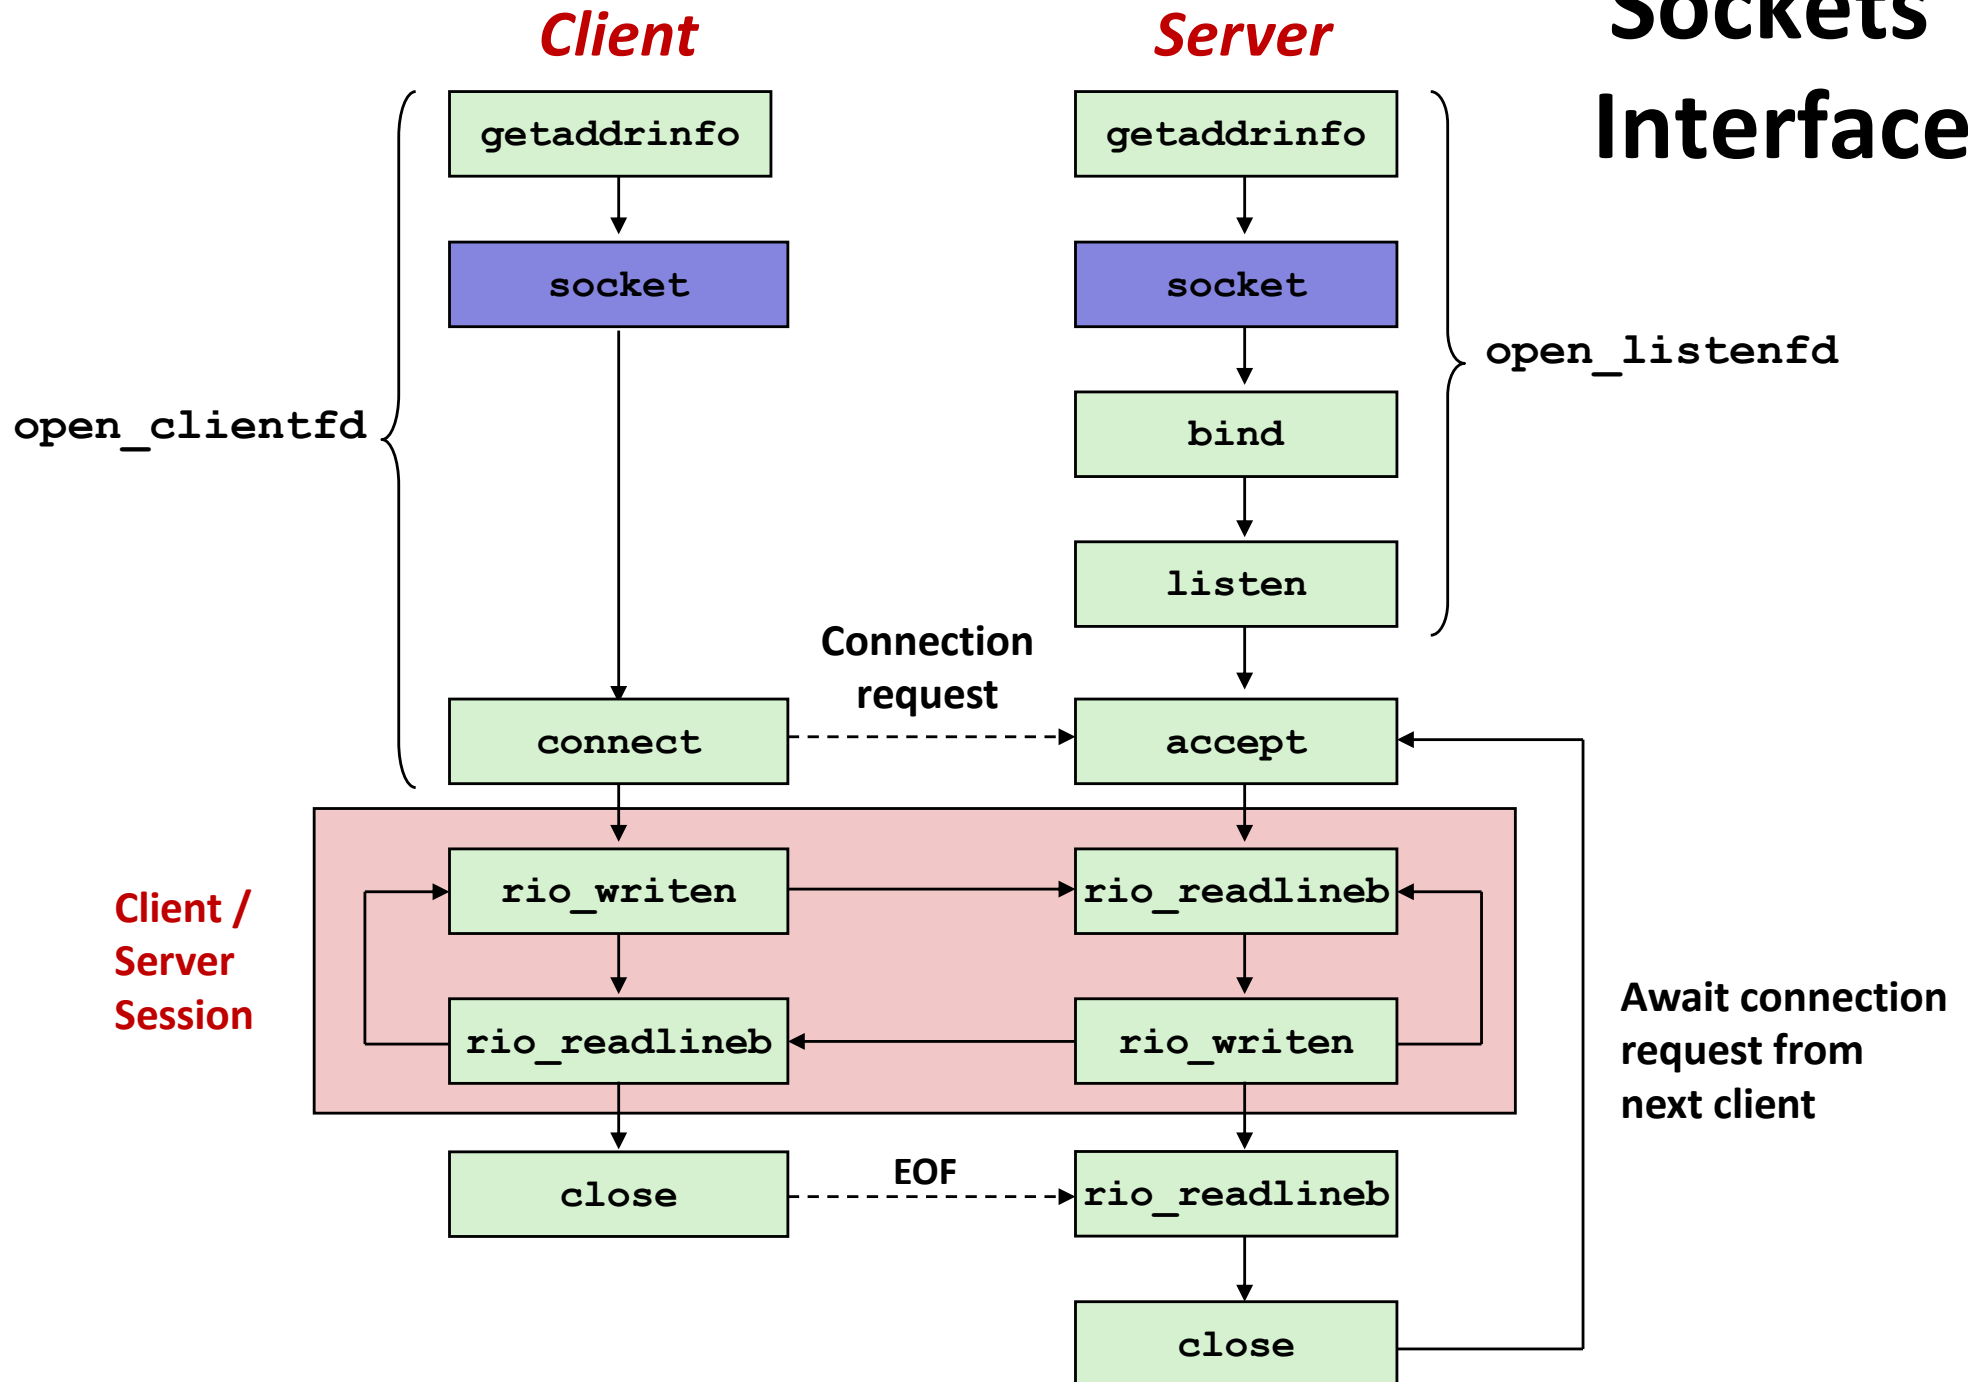 Sockets
Interface
Client
Server
getaddrinfo
getaddrinfo
socket
socket
open_listenfd
open_clientfd
bind
listen
Connection
request
connect
accept
Client /
Server
Session
rio_writen
rio_readlineb
rio_readlineb
rio_writen
Await connection
request from
next client
close
EOF
rio_readlineb
close